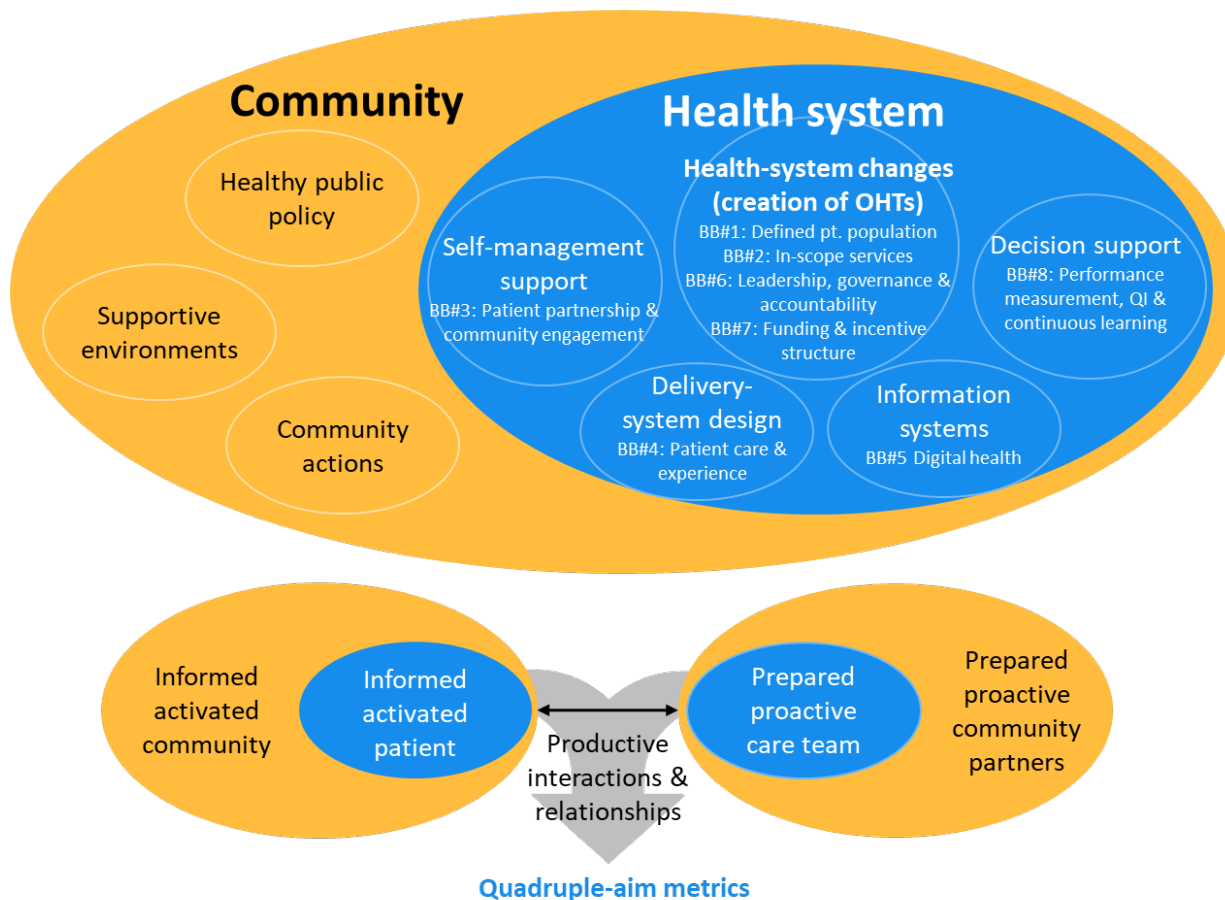 Community
Health system
Healthy public
policy
Supportive
environments
Community
actions
Self-management
support
BB#3: Patient partnership &
community engagement
Health-system changes
(creation of OHTs)
BB#1: Defined pt. population
BB#2: In-scope services
BB#6: Leadership, governance &
accountability
BB#7: Funding & incentive
structure
Decision support
BB#8: Performance
measurement, QI &
continuous learning
Delivery-
system design
BB#4: Patient care &
experience
Information
systems
BB#5 Digital health
Informed
activated
community
Informed
activated
patient
Productive
interactions &
relationships
Prepared
proactive
care team
Prepared
proactive
community
partners
Quadruple-aim metrics